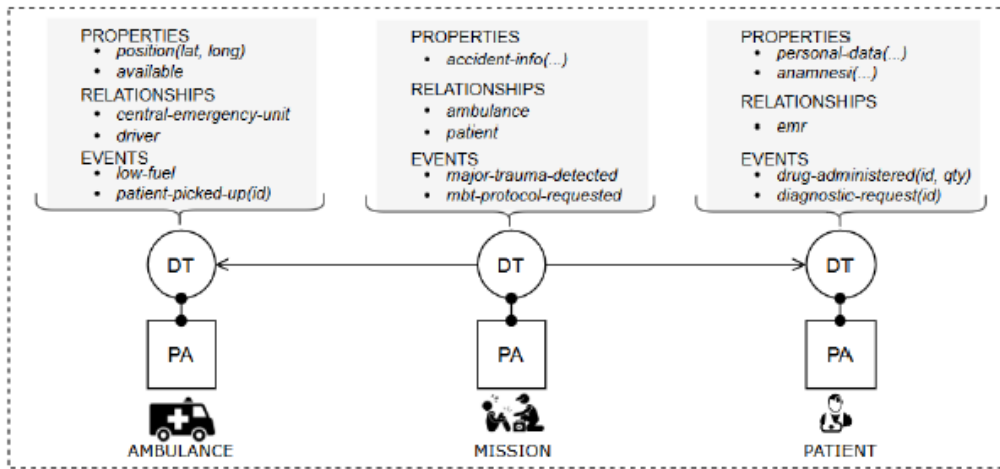 PROPERTIES
• position(lat, long)
• available
RELATIONSHIPS
• central-emergency-unit
• driver
EVENTS
• low-fuel
• patient-picked-up(id)
PROPERTIES
• accident-info(...)
RELATIONSHIPS
• ambulance
• patient
EVENTS
• major-trauma-detected
• mbt-protocol-requested
PROPERTIES
• personal-data(...)
• anamnesi(...)
RELATIONSHIPS
• emr
EVENTS
• drug-administered(id, qty)
• diagnostic-request(id)
DT
DT
DT
PA
PA
PA
AMBULANCE
MISSION
PATIENT